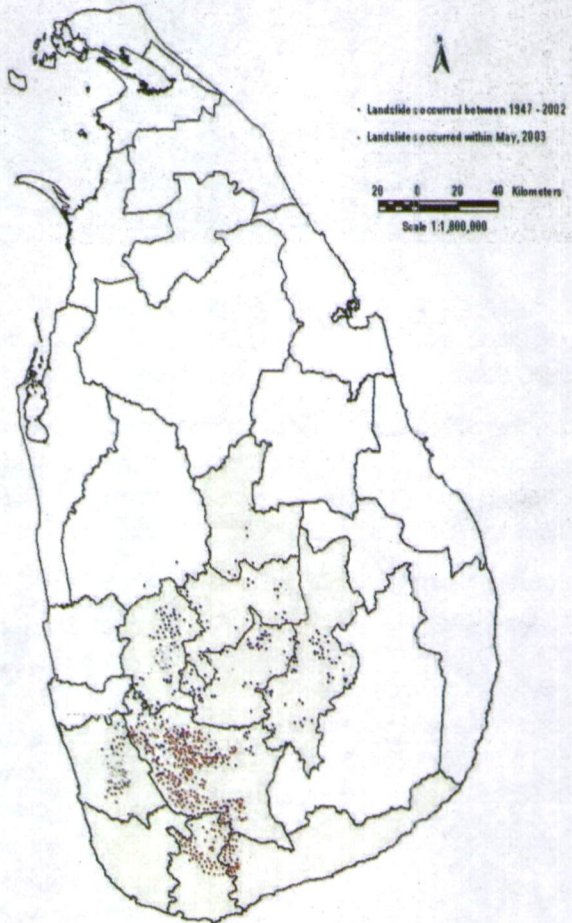 N
Landslides occurred between 1947 - 2002
Landslides occurred within May, 2003
20 0 20 40 Kilometers
Scale 1:1,800,000